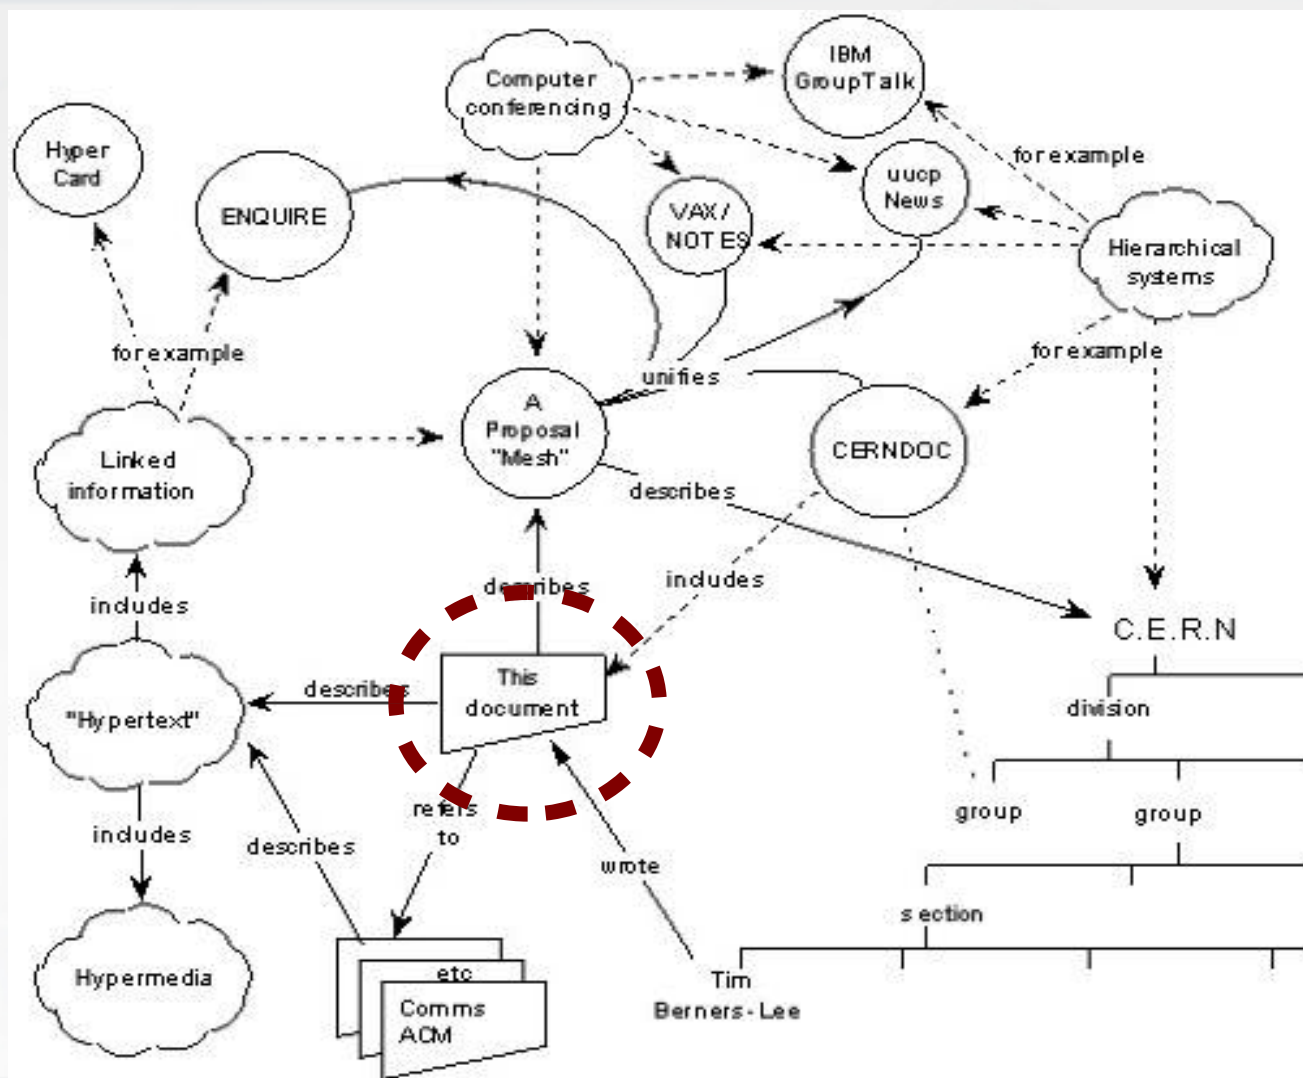 IBM
GroupTalk
Computer
conferencing
Hyper
Card
for example
uucp
News
ENQUIRE
VAX/
NOTES
Hierarchical
systems
for example
for example
unifies
A
Proposal
"Mesh"
CERNDOC
Linked
information
describes
describes
includes
includes
C.E.R.N
This
document
describes
"Hypertext"
division
refers
to
group
group
includes
describes
wrote
section
Hypermedia
etc
Tim
Berners-Lee
Comms
ACM